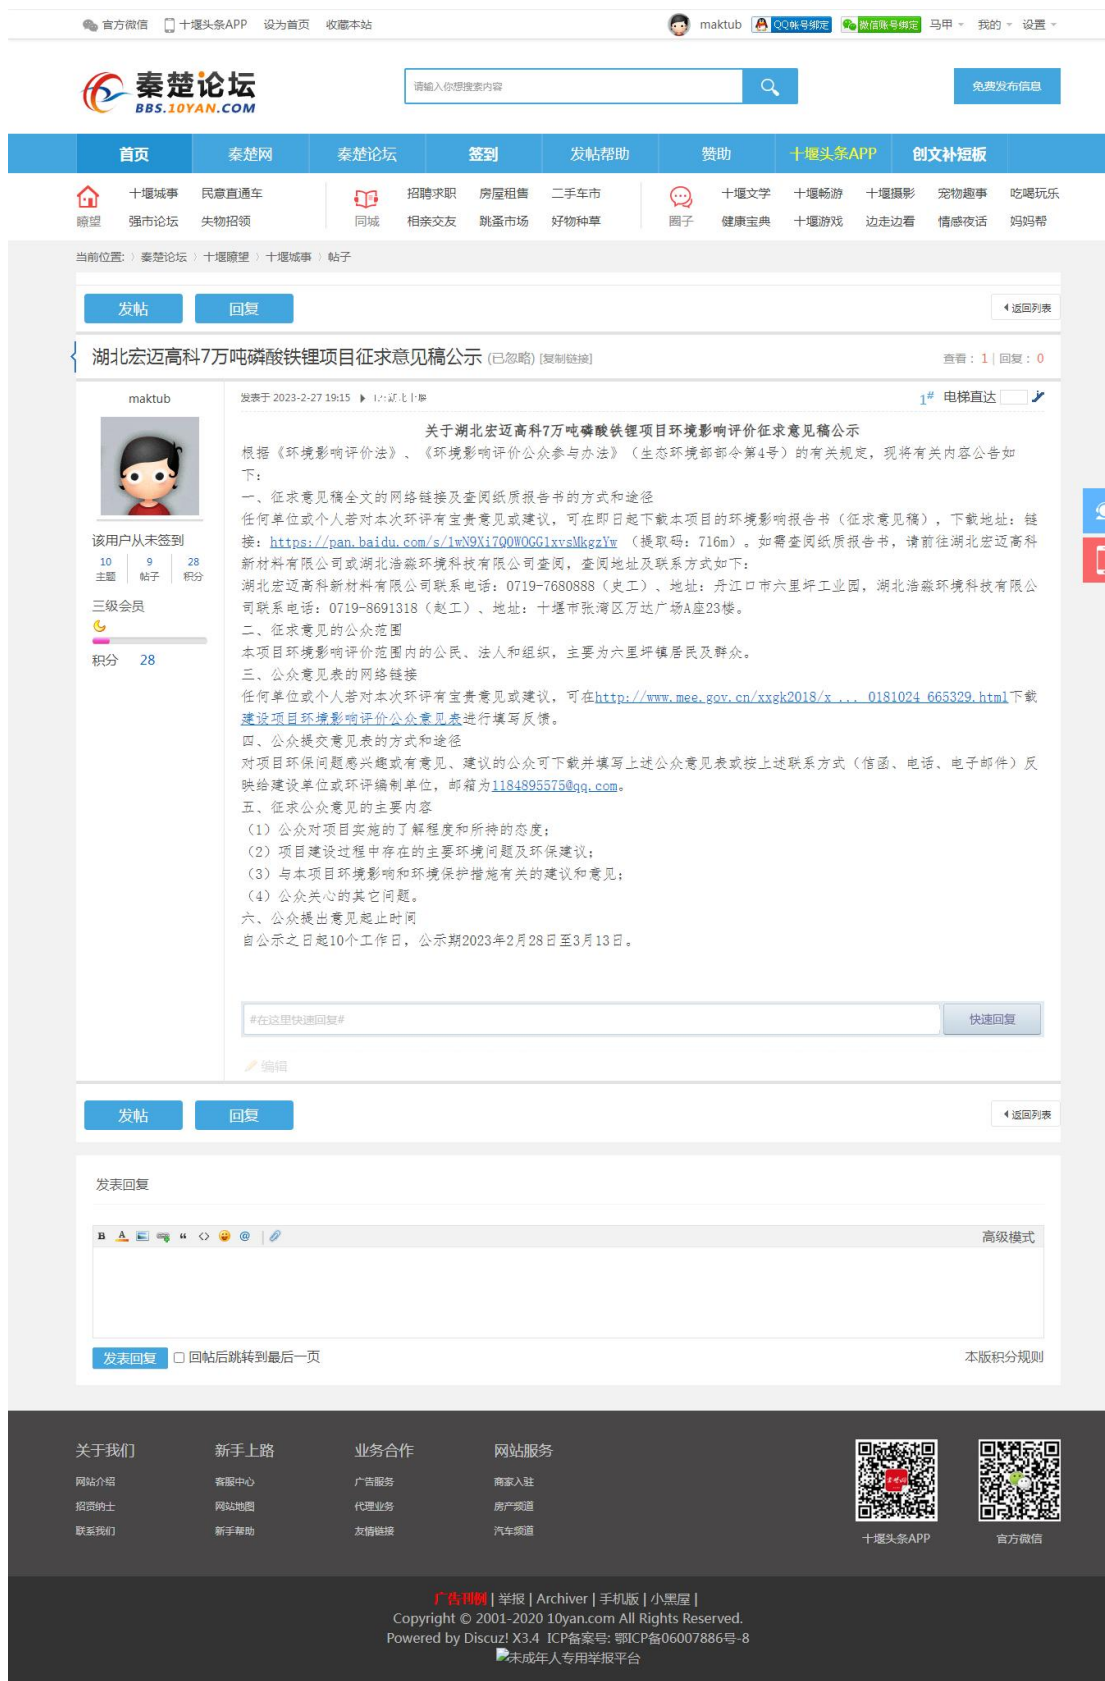 官方微信 十堰头条APP 设为首页 收藏本站 maktub QQ帐号绑定 微信账号绑定 马甲 我的 设置
秦楚论坛
BBS.10YAN.COM
请输入你想搜索内容
免费发布信息
首页 秦楚网 秦楚论坛 签到 发帖帮助 赞助 十堰头条APP 创文补短板
十堰城事 民意直通车 招聘求职 房屋租售 二手车市 十堰文学 十堰畅游 十堰摄影 宠物趣事 吃喝玩乐
瞭望 强市论坛 失物招领 同城 相亲交友 跳蚤市场 好物种草 圈子 健康宝典 十堰游戏 边走边看 情感夜话 妈妈帮
当前位置: 〉秦楚论坛 〉十堰瞭望 〉十堰城事 〉帖子
发帖 回复 返回列表
湖北宏迈高科7万吨磷酸铁锂项目征求意见稿公示 (已忽略) [复制链接] 查看: 1 | 回复: 0
maktub
发表于 2023-2-27 19:15
1# 电梯直达
关于湖北宏迈高科7万吨磷酸铁锂项目环境影响评价征求意见稿公示
根据《环境影响评价法》、《环境影响评价公众参与办法》（生态环境部部令第4号）的有关规定，现将有关内容公告如
下：
一、征求意见稿全文的网络链接及查阅纸质报告书的方式和途径
任何单位或个人若对本次环评有宝贵意见或建议，可在即日起下载本项目的环境影响报告书（征求意见稿），下载地址：链
接：https://pan.baidu.com/s/1wN9Xi7QOWOGG1xvsMkgzYw （提取码：716m）。如需查阅纸质报告书，请前往湖北宏迈高科
新材料有限公司或湖北浩淼环境科技有限公司查阅，查阅地址及联系方式如下：
湖北宏迈高科新材料有限公司联系电话：0719-7680888（史工）、地址：丹江口市六里坪工业园，湖北浩淼环境科技有限公
司联系电话：0719-8691318（赵工）、地址：十堰市张湾区万达广场A座23楼。
二、征求意见的公众范围
本项目环境影响评价范围内的公民、法人和组织，主要为六里坪镇居民及群众。
三、公众意见表的网络链接
任何单位或个人若对本次环评有宝贵意见或建议，可在http://www.mee.gov.cn/xxgk2018/x ... 0181024_665329.html下载
建设项目环境影响评价公众意见表进行填写反馈。
四、公众提交意见表的方式和途径
对项目环保问题感兴趣或有意见、建议的公众可下载并填写上述公众意见表或按上述联系方式（信函、电话、电子邮件）反
映给建设单位或环评编制单位，邮箱为1184895575@qq.com。
五、征求公众意见的主要内容
（1）公众对项目实施的了解程度和所持的态度；
（2）项目建设过程中存在的主要环境问题及环保建议；
（3）与本项目环境影响和环境保护措施有关的建议和意见；
（4）公众关心的其它问题。
六、公众提出意见起止时间
自公示之日起10个工作日，公示期2023年2月28日至3月13日。
该用户从未签到
10 9 28
主题 帖子 积分
三级会员
积分 28
#在这里快速回复# 快速回复
编辑
发帖 回复 返回列表
发表回复
B A “ <> @ 高级模式
发表回复 回帖后跳转到最后一页 本版积分规则
关于我们 新手上路 业务合作 网站服务
网站介绍 客服中心 广告服务 商家入驻
招贤纳士 网站地图 代理业务 房产频道
联系我们 新手帮助 友情链接 汽车频道
十堰头条APP 官方微信
广告刊例 | 举报 | Archiver | 手机版 | 小黑屋 |
Copyright © 2001-2020 10yan.com All Rights Reserved.
Powered by Discuz! X3.4 ICP备案号: 鄂ICP备06007886号-8
未成年人专用举报平台